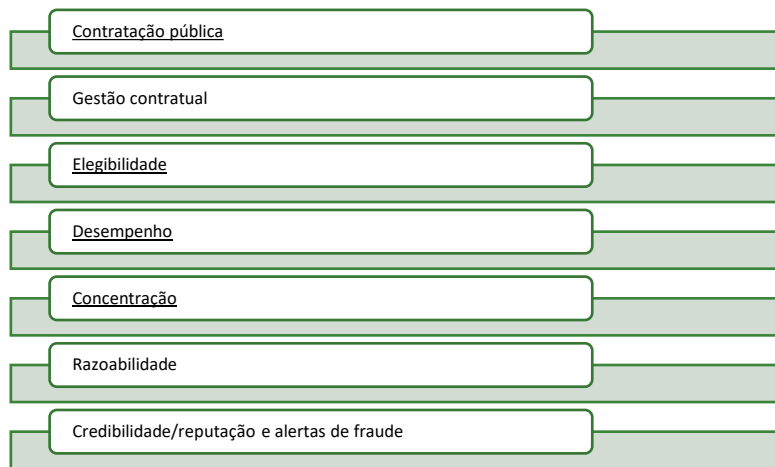 Contratação pública
Gestão contratual
Elegibilidade
Desempenho
Concentração
Razoabilidade
Credibilidade/reputação e alertas de fraude